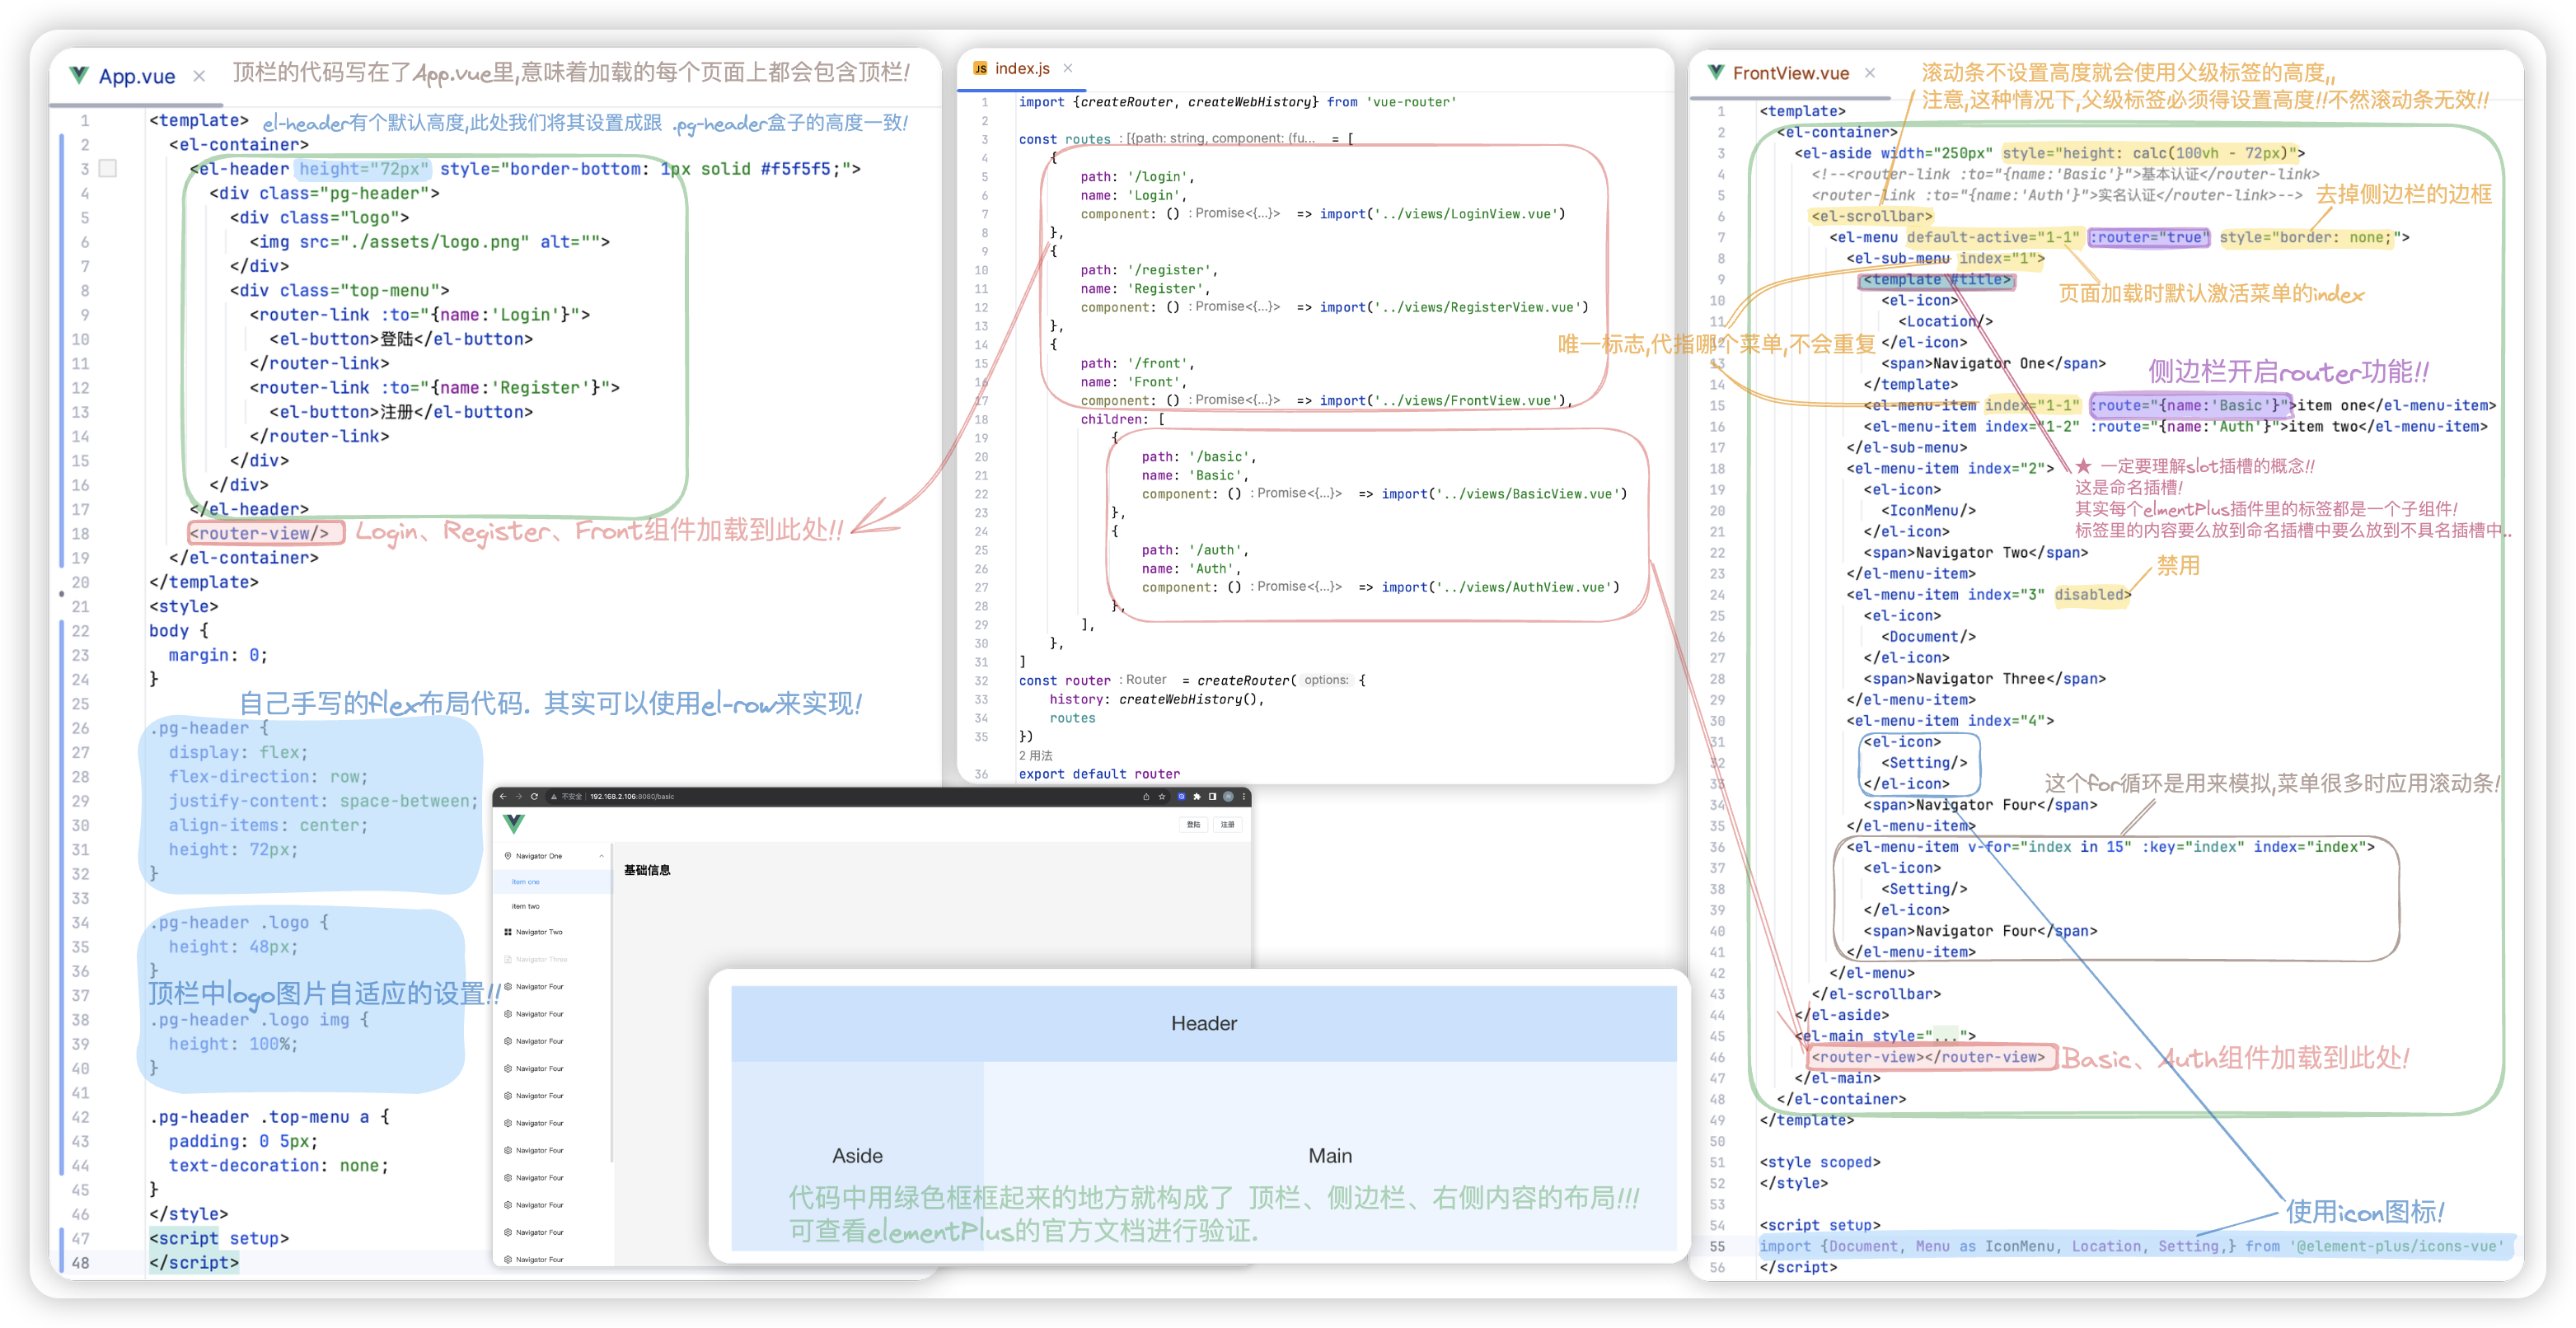 App.vue ×
顶栏的代码写在了App.vue里,意味着加载的每个页面上都会包含顶栏!
el-header有个默认高度,此处我们将其设置成跟 .pg-header盒子的高度一致!
1 <template>
2 <el-container>
3 <el-header height="72px" style="border-bottom: 1px solid #f5f5f5;">
4 <div class="pg-header">
5 <div class="logo">
6 <img src="./assets/logo.png" alt="">
7 </div>
8 <div class="top-menu">
9 <router-link :to="{name:'Login'}">
10 <el-button>登陆</el-button>
11 </router-link>
12 <router-link :to="{name:'Register'}">
13 <el-button>注册</el-button>
14 </router-link>
15 </div>
16 </div>
17 </el-header>
18 <router-view/>
Login、Register、Front组件加载到此处!!
19 </el-container>
20 </template>
21 <style>
22 body {
23 margin: 0;
24 }
25
自己手写的flex布局代码. 其实可以使用el-row来实现!
26 .pg-header {
27 display: flex;
28 flex-direction: row;
29 justify-content: space-between;
30 align-items: center;
31 height: 72px;
32 }
33
34 .pg-header .logo {
35 height: 48px;
36 }
37
顶栏中logo图片自适应的设置!!
38 .pg-header .logo img {
39 height: 100%;
40 }
41
42 .pg-header .top-menu a {
43 padding: 0 5px;
44 text-decoration: none;
45 }
46 </style>
47 <script setup>
48 </script>
JS index.js ×
1 import {createRouter, createWebHistory} from 'vue-router'
2
3 const routes : [{path: string, component: (fu... = [
4 {
5 path: '/login',
6 name: 'Login',
7 component: () : Promise<{...}> => import('../views/LoginView.vue')
8 },
9 {
10 path: '/register',
11 name: 'Register',
12 component: () : Promise<{...}> => import('../views/RegisterView.vue')
13 },
14 {
15 path: '/front',
16 name: 'Front',
17 component: () : Promise<{...}> => import('../views/FrontView.vue'),
18 children: [
19 {
20 path: '/basic',
21 name: 'Basic',
22 component: () : Promise<{...}> => import('../views/BasicView.vue')
23 },
24 {
25 path: '/auth',
26 name: 'Auth',
27 component: () : Promise<{...}> => import('../views/AuthView.vue')
28 },
29 ],
30 },
31 ]
32 const router : Router = createRouter( options: {
33 history: createWebHistory(),
34 routes
35 })
2 用法
36 export default router
不安全 192.168.2.106:8080/basic
登陆 注册
Navigator One
item one
item two
Navigator Two
Navigator Three
Navigator Four
Navigator Four
Navigator Four
Navigator Four
Navigator Four
Navigator Four
Navigator Four
Navigator Four
Navigator Four
Navigator Four
Navigator Four
基础信息
Header
Aside
Main
代码中用绿色框框起来的地方就构成了 顶栏、侧边栏、右侧内容的布局!!!
可查看elementPlus的官方文档进行验证.
FrontView.vue ×
滚动条不设置高度就会使用父级标签的高度,,
注意,这种情况下,父级标签必须得设置高度!!不然滚动条无效!!
1 <template>
2 <el-container>
3 <el-aside width="250px" style="height: calc(100vh - 72px)">
4 <!--<router-link :to="{name:'Basic'}">基本认证</router-link>
5 <router-link :to="{name:'Auth'}">实名认证</router-link>-->
去掉侧边栏的边框
6 <el-scrollbar>
7 <el-menu default-active="1-1" :router="true" style="border: none;">
8 <el-sub-menu index="1">
9 <template #title>
页面加载时默认激活菜单的index
10 <el-icon>
11 <Location/>
唯一标志,代指哪个菜单,不会重复
12 </el-icon>
13 <span>Navigator One</span>
侧边栏开启router功能!!
14 </template>
15 <el-menu-item index="1-1" :route="{name:'Basic'}">item one</el-menu-item>
16 <el-menu-item index="1-2" :route="{name:'Auth'}">item two</el-menu-item>
17 </el-sub-menu>
18 <el-menu-item index="2">
★ 一定要理解slot插槽的概念!!
19 <el-icon>
这是命名插槽!
20 <IconMenu/>
其实每个elmentPlus插件里的标签都是一个子组件!
21 </el-icon>
标签里的内容要么放到命名插槽中要么放到不具名插槽中..
22 <span>Navigator Two</span>
23 </el-menu-item>
禁用
24 <el-menu-item index="3" disabled>
25 <el-icon>
26 <Document/>
27 </el-icon>
28 <span>Navigator Three</span>
29 </el-menu-item>
30 <el-menu-item index="4">
31 <el-icon>
32 <Setting/>
33 </el-icon>
这个for循环是用来模拟,菜单很多时应用滚动条!
34 <span>Navigator Four</span>
35 </el-menu-item>
36 <el-menu-item v-for="index in 15" :key="index" index="index">
37 <el-icon>
38 <Setting/>
39 </el-icon>
40 <span>Navigator Four</span>
41 </el-menu-item>
42 </el-menu>
43 </el-scrollbar>
44 </el-aside>
45 <el-main style="...">
46 <router-view></router-view>
Basic、Auth组件加载到此处!
47 </el-main>
48 </el-container>
49 </template>
50
51 <style scoped>
52 </style>
53
使用icon图标!
54 <script setup>
55 import {Document, Menu as IconMenu, Location, Setting,} from '@element-plus/icons-vue'
56 </script>